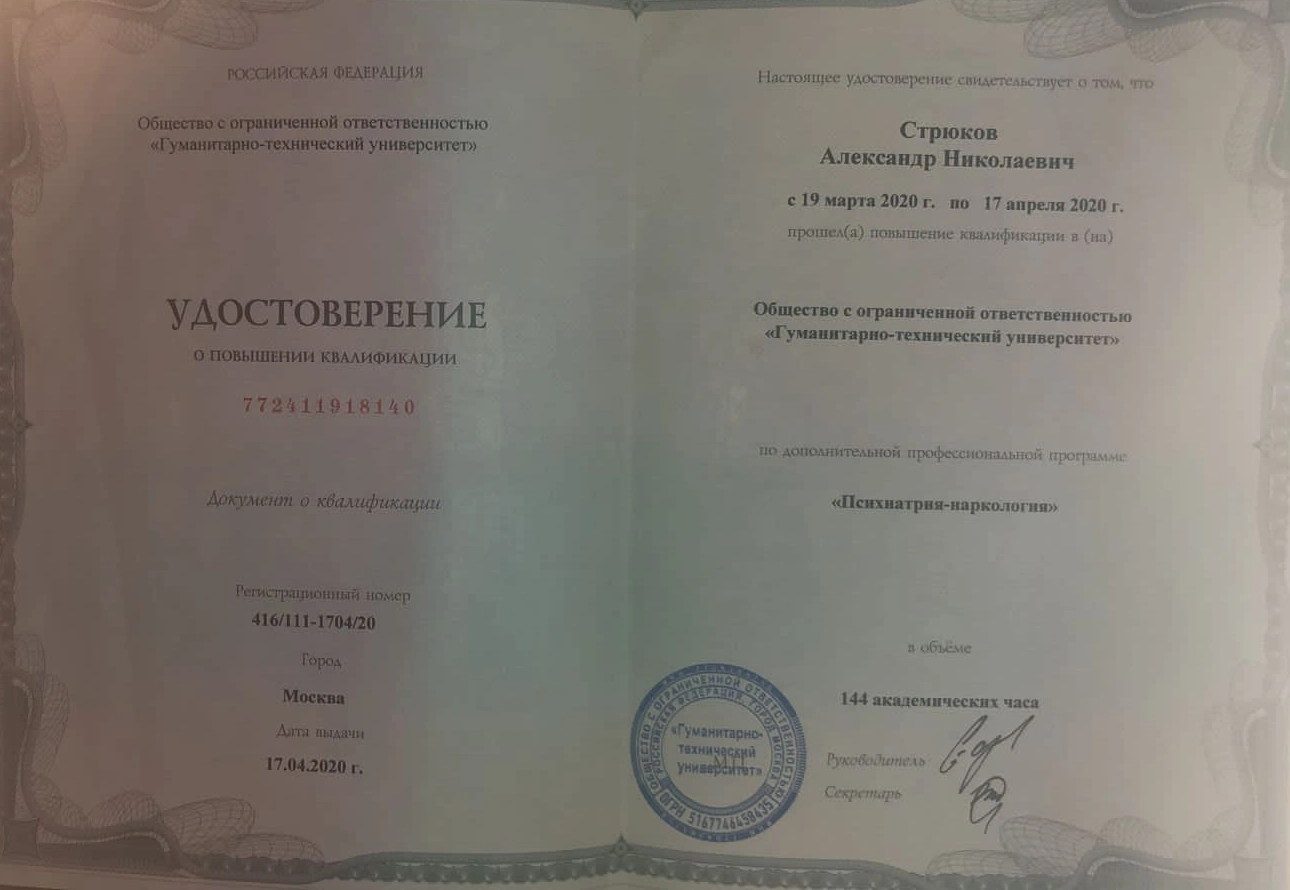 РОССИЙСКАЯ ФЕДЕРАЦИЯ
Общество с ограниченной ответственностью
«Гуманитарно-технический университет»
УДОСТОВЕРЕНИЕ
О ПОВЫШЕНИИ КВАЛИФИКАЦИИ
772411918140
Документ о квалификации
Регистрационный номер
416/111-1704/20
Город
Москва
Дата выдачи
17.04.2020 г.
Настоящее удостоверение свидетельствует о том, что
Стрюков
Александр Николаевич
с 19 марта 2020 г. по 17 апреля 2020 г.
прошел(а) повышение квалификации в (на)
Общество с ограниченной ответственностью
«Гуманитарно-технический университет»
по дополнительной профессиональной программе
«Психиатрия-наркология»
в объёме
144 академических часа
Руководитель
Секретарь
М.П.
ОБЩЕСТВО С ОГРАНИЧЕННОЙ ОТВЕТСТВЕННОСТЬЮ
РОССИЙСКАЯ ФЕДЕРАЦИЯ, ГОРОД МОСКВА
«Гуманитарно-
технический
университет»
ОГРН 5167746458435